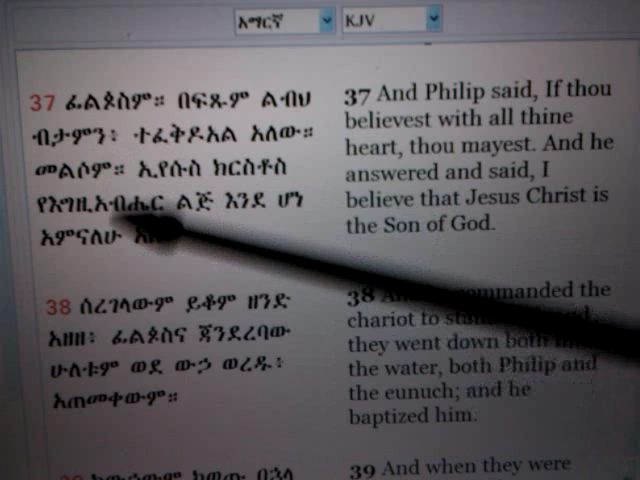 አማርኛ
KJV
37 ፊልጶስም። በፍጹም ልብህ
ብታምን፥ ተፈቅዶአል አለው።
መልሶም። ኢየሱስ ክርስቶስ
የእግዚአብሔር ልጅ እንደ ሆነ
አምናለሁ
38 ሰረገላውም ይቆም ዘንድ
አዘዘ፥ ፊልጶስና ጃንደረባው
ሁለቱም ወደ ውኃ ወረዱ፥
አጠመቀውም።
37 And Philip said, If thou
believest with all thine
heart, thou mayest. And he
answered and said, I
believe that Jesus Christ is
the Son of God.
38 commanded the
chariot to
they went down both
the water, both Philip and
the eunuch; and he
baptized him.
39 And when they were